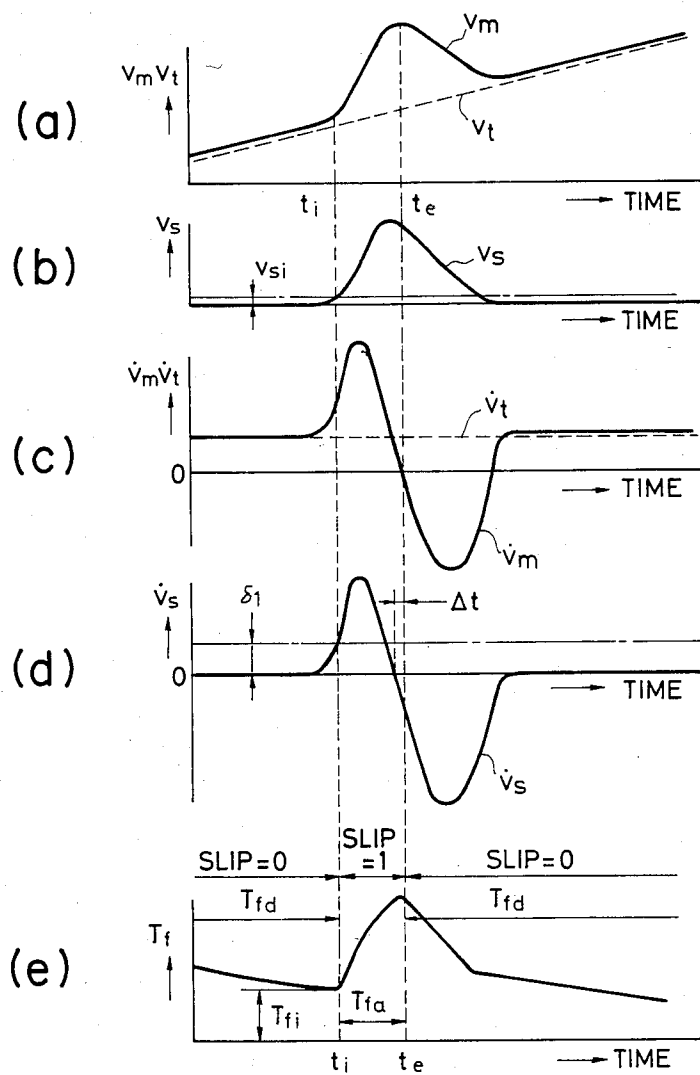 (a)
Vm Vt
Vm
Vt
ti
te
TIME
(b)
Vs
Vsi
Vs
TIME
(c)
V̇mV̇t
V̇t
0
TIME
V̇m
(d)
V̇s
δ1
Δt
0
TIME
V̇s
SLIP=0
SLIP
=1
SLIP=0
(e)
Tf
Tfd
Tfd
Tfi
Tfa
ti
te
TIME